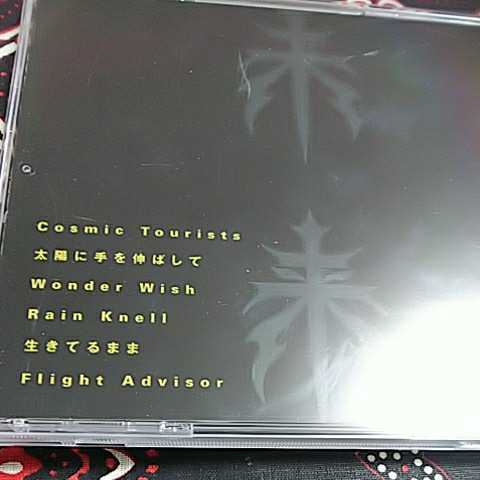 Cosmic Tourists
太陽に手を伸ばして
Wonder Wish
Rain Knell
生きてるまま
Flight Advisor